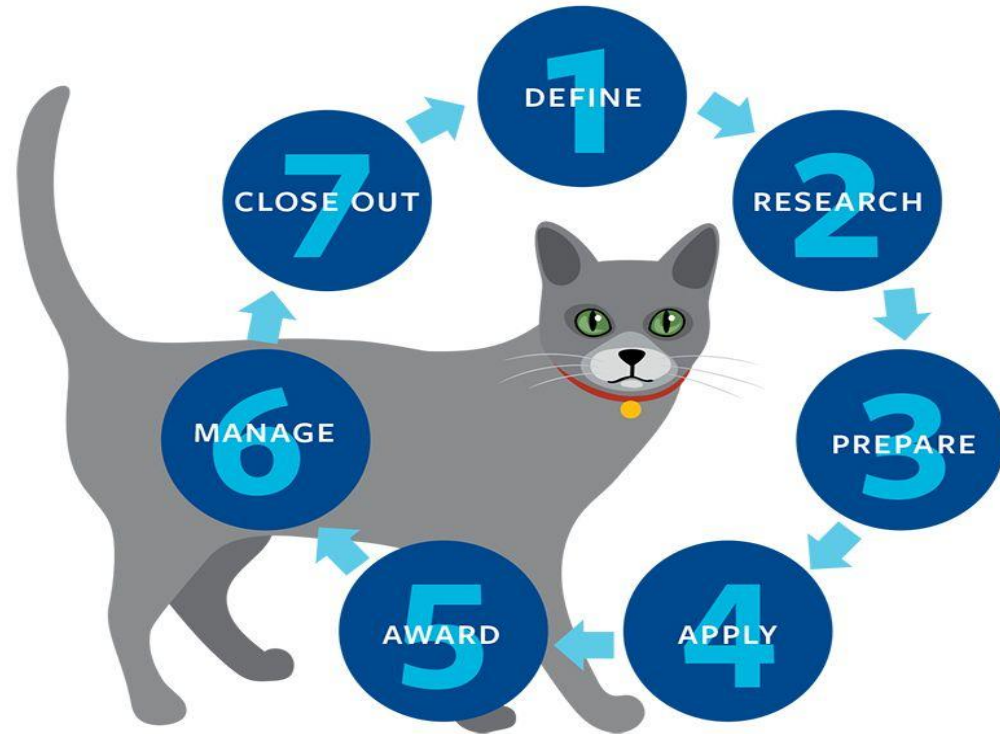 1 DEFINE
2 RESEARCH
3 PREPARE
4 APPLY
5 AWARD
6 MANAGE
7 CLOSE OUT